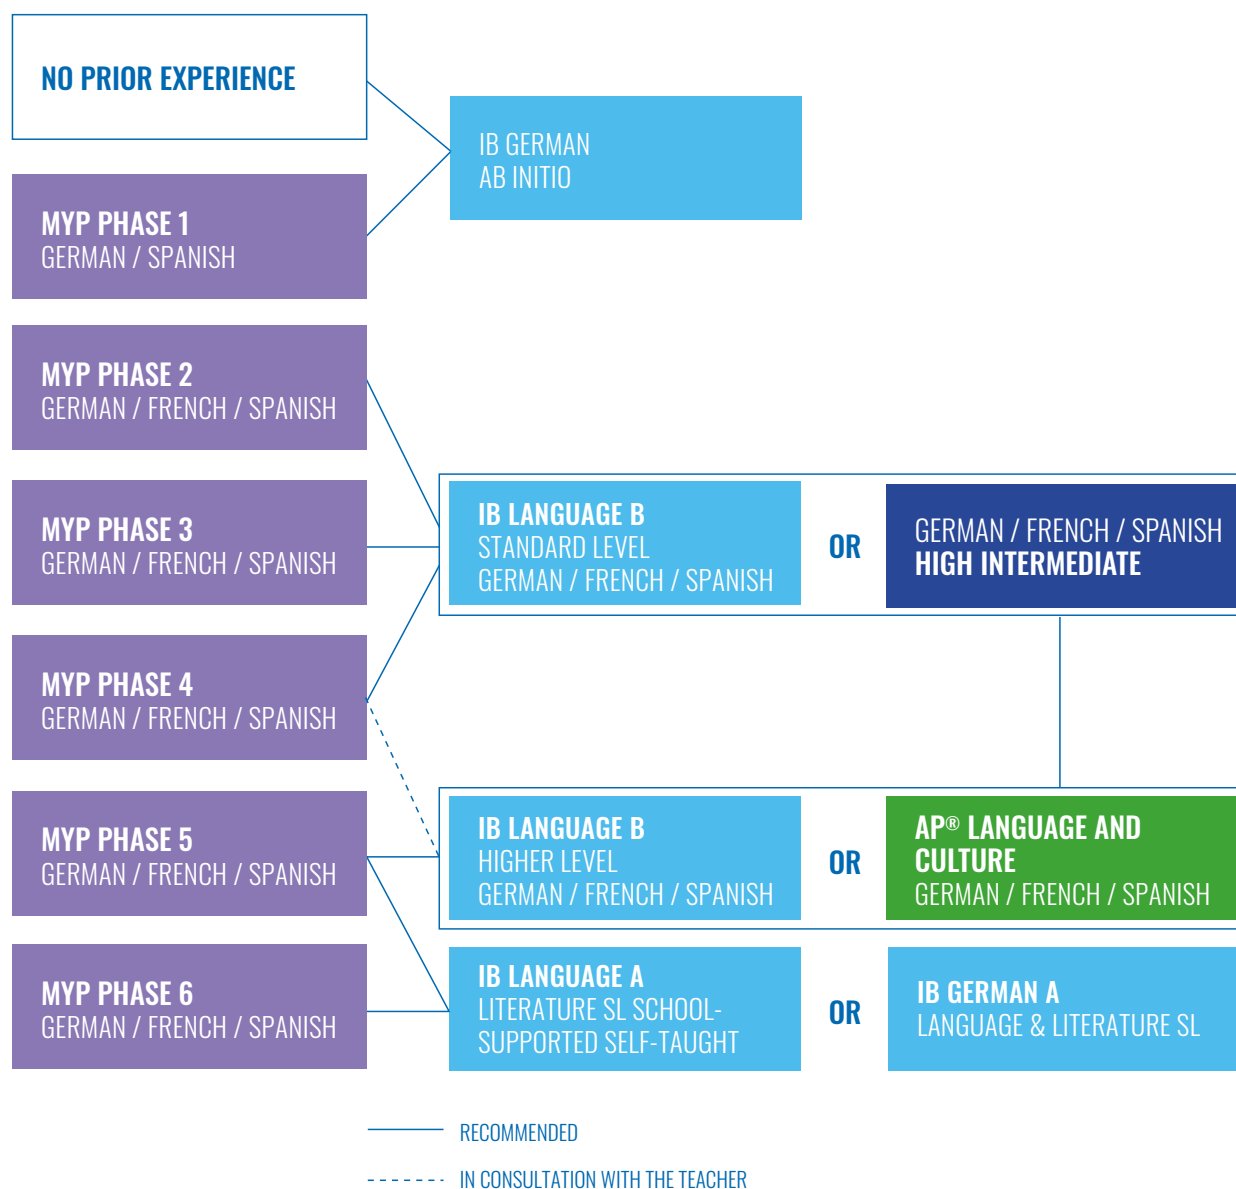 NO PRIOR EXPERIENCE
IB GERMAN
AB INITIO
MYP PHASE 1
GERMAN / SPANISH
MYP PHASE 2
GERMAN / FRENCH / SPANISH
MYP PHASE 3
GERMAN / FRENCH / SPANISH
IB LANGUAGE B
STANDARD LEVEL
GERMAN / FRENCH / SPANISH
OR
GERMAN / FRENCH / SPANISH
HIGH INTERMEDIATE
MYP PHASE 4
GERMAN / FRENCH / SPANISH
MYP PHASE 5
GERMAN / FRENCH / SPANISH
IB LANGUAGE B
HIGHER LEVEL
GERMAN / FRENCH / SPANISH
OR
AP® LANGUAGE AND
CULTURE
GERMAN / FRENCH / SPANISH
MYP PHASE 6
GERMAN / FRENCH / SPANISH
IB LANGUAGE A
LITERATURE SL SCHOOL-
SUPPORTED SELF-TAUGHT
OR
IB GERMAN A
LANGUAGE & LITERATURE SL
RECOMMENDED
IN CONSULTATION WITH THE TEACHER